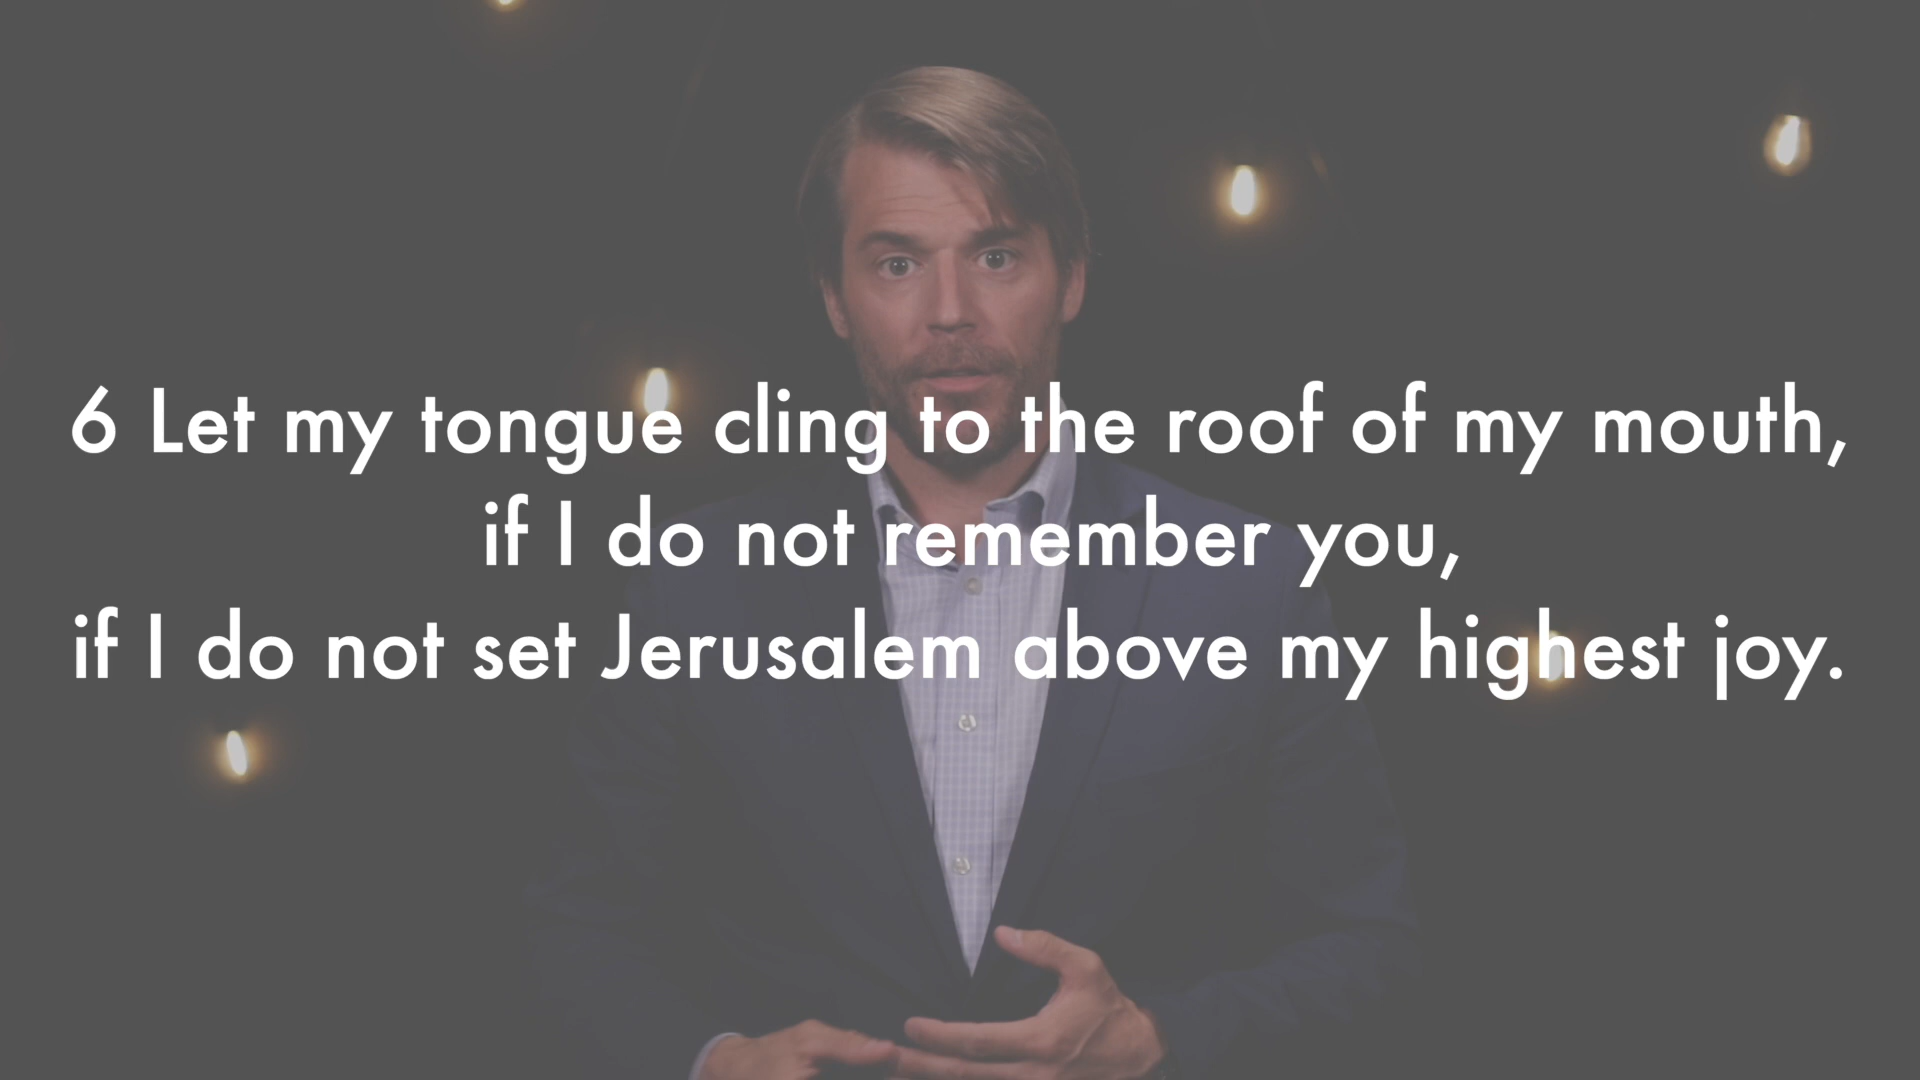 6 Let my tongue cling to the roof of my mouth,
if I do not remember you,
if I do not set Jerusalem above my highest joy.